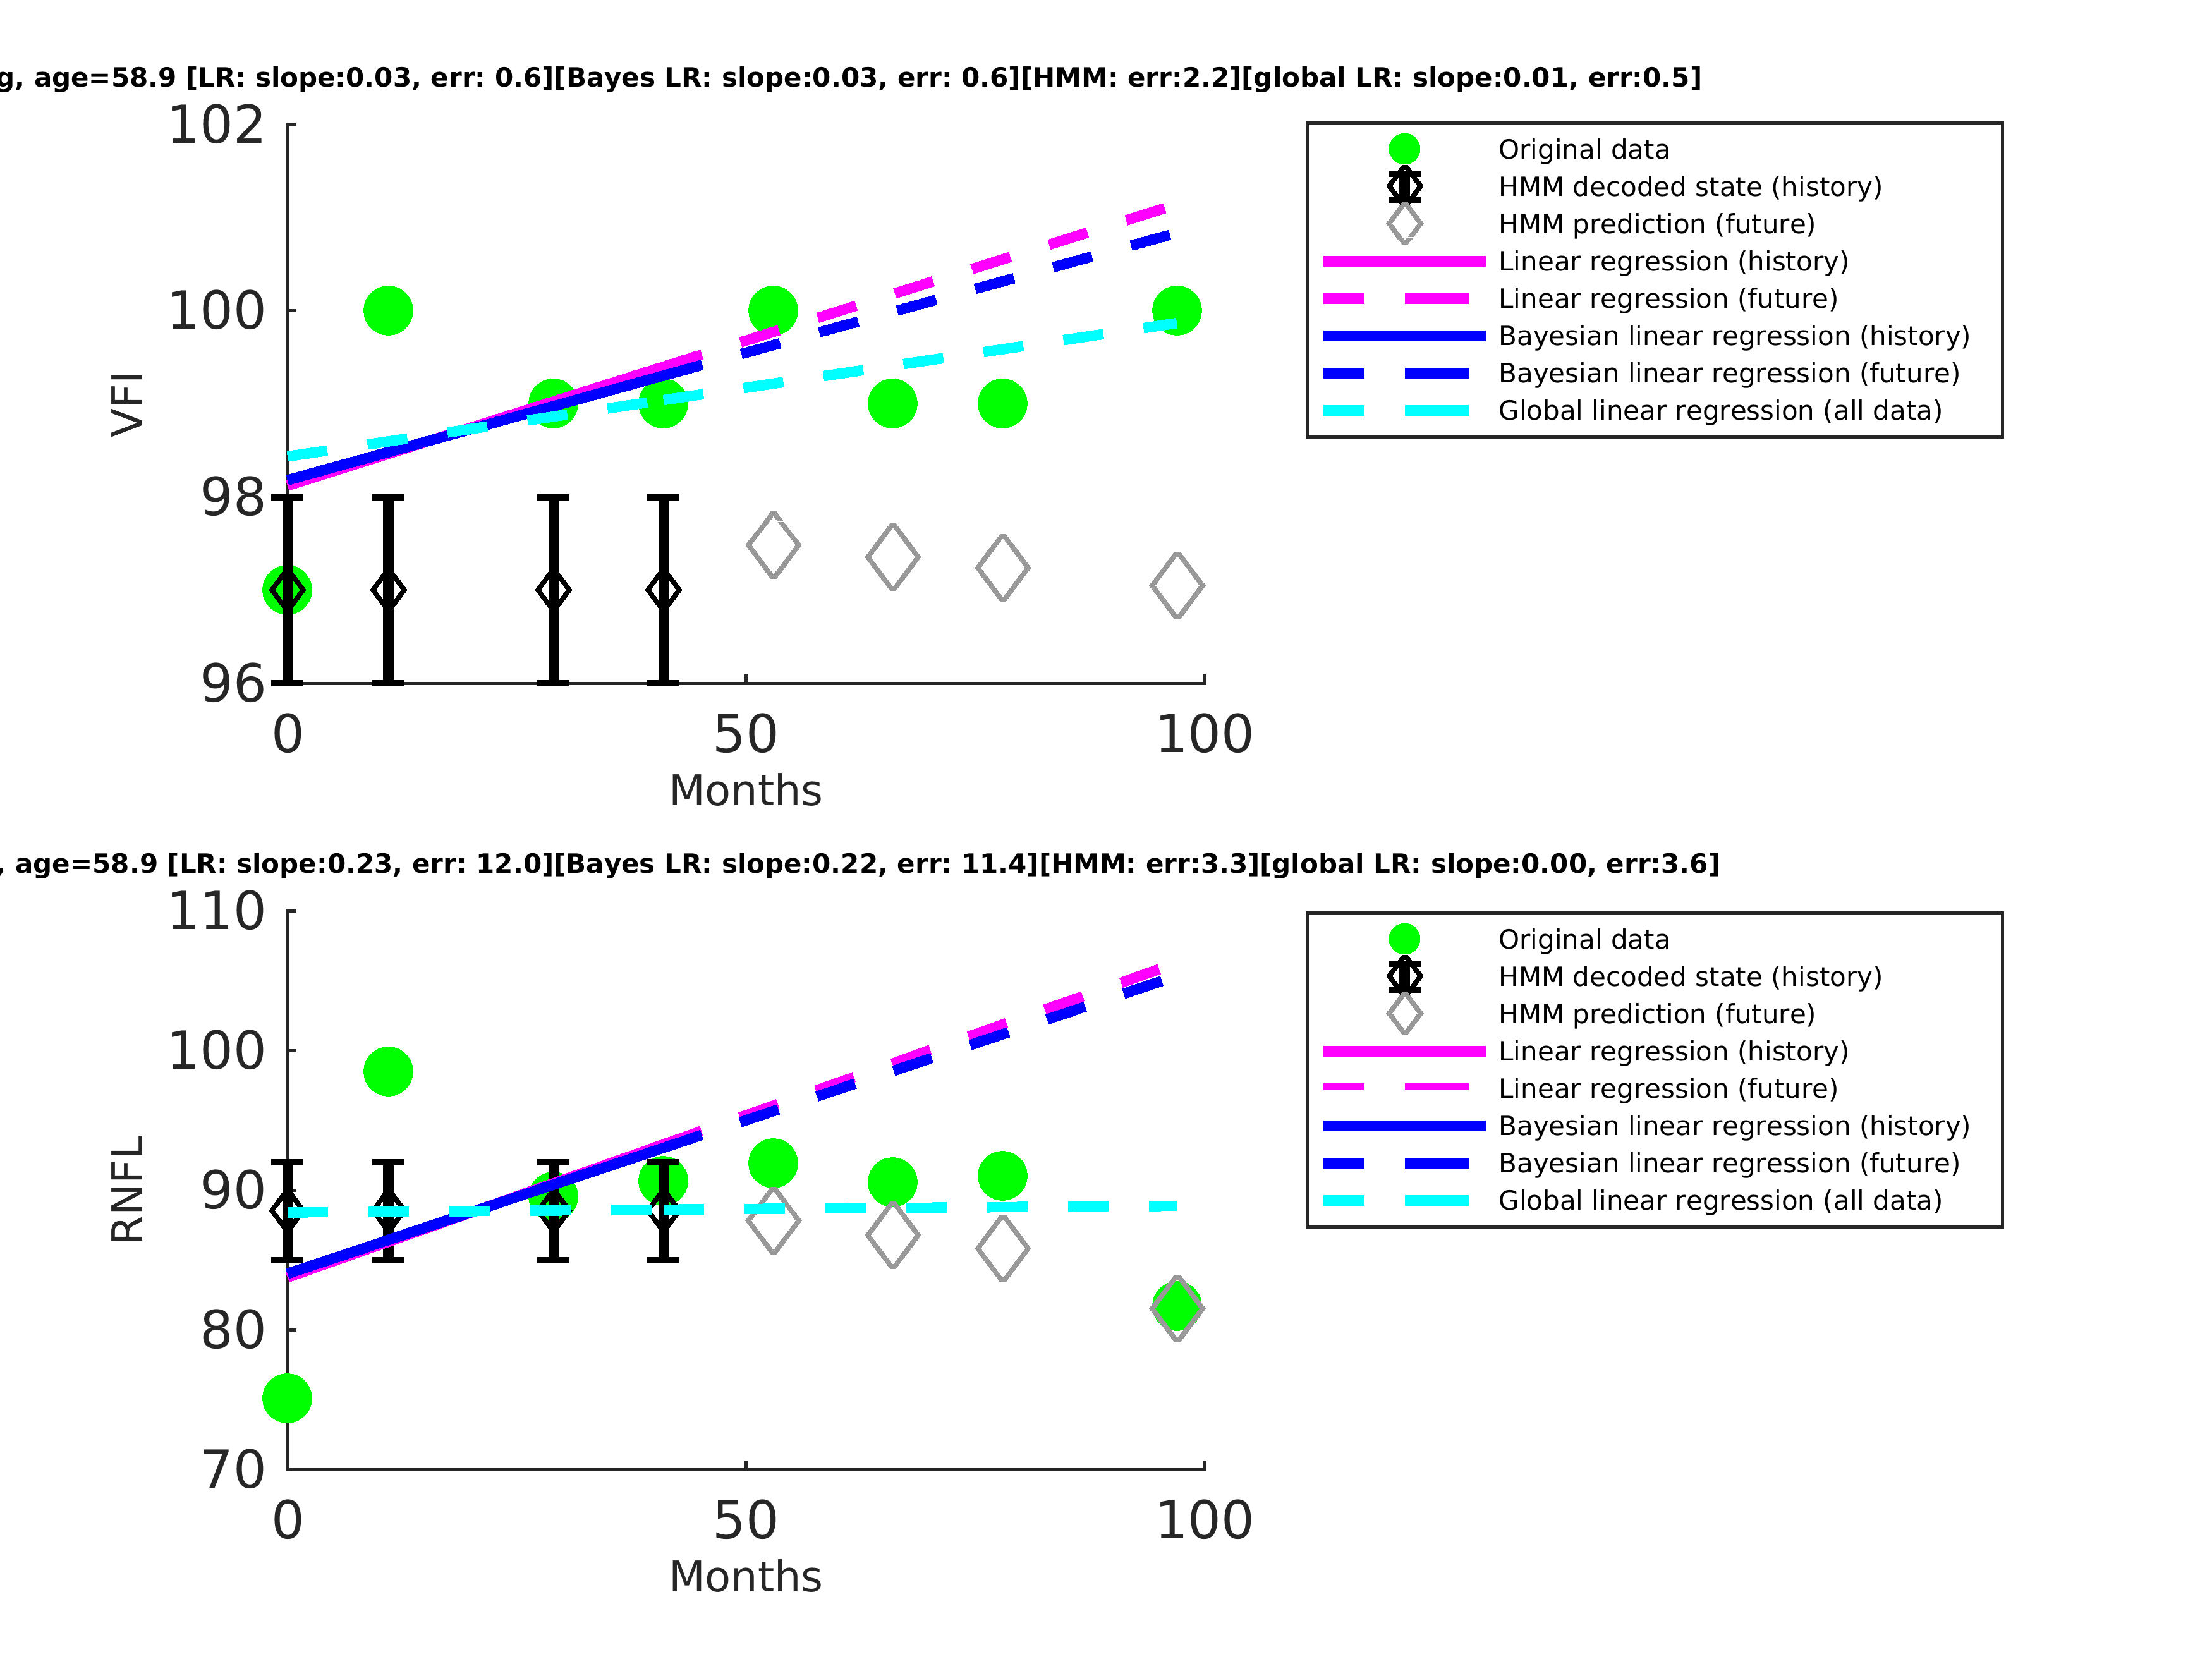 g, age=58.9 [LR: slope:0.03, err: 0.6][Bayes LR: slope:0.03, err: 0.6][HMM: err:2.2][global LR: slope:0.01, err:0.5]
102
100
98
96
VFI
0 50 100
Months
Original data
HMM decoded state (history)
HMM prediction (future)
Linear regression (history)
Linear regression (future)
Bayesian linear regression (history)
Bayesian linear regression (future)
Global linear regression (all data)
, age=58.9 [LR: slope:0.23, err: 12.0][Bayes LR: slope:0.22, err: 11.4][HMM: err:3.3][global LR: slope:0.00, err:3.6]
110
100
90
80
70
RNFL
0 50 100
Months
Original data
HMM decoded state (history)
HMM prediction (future)
Linear regression (history)
Linear regression (future)
Bayesian linear regression (history)
Bayesian linear regression (future)
Global linear regression (all data)